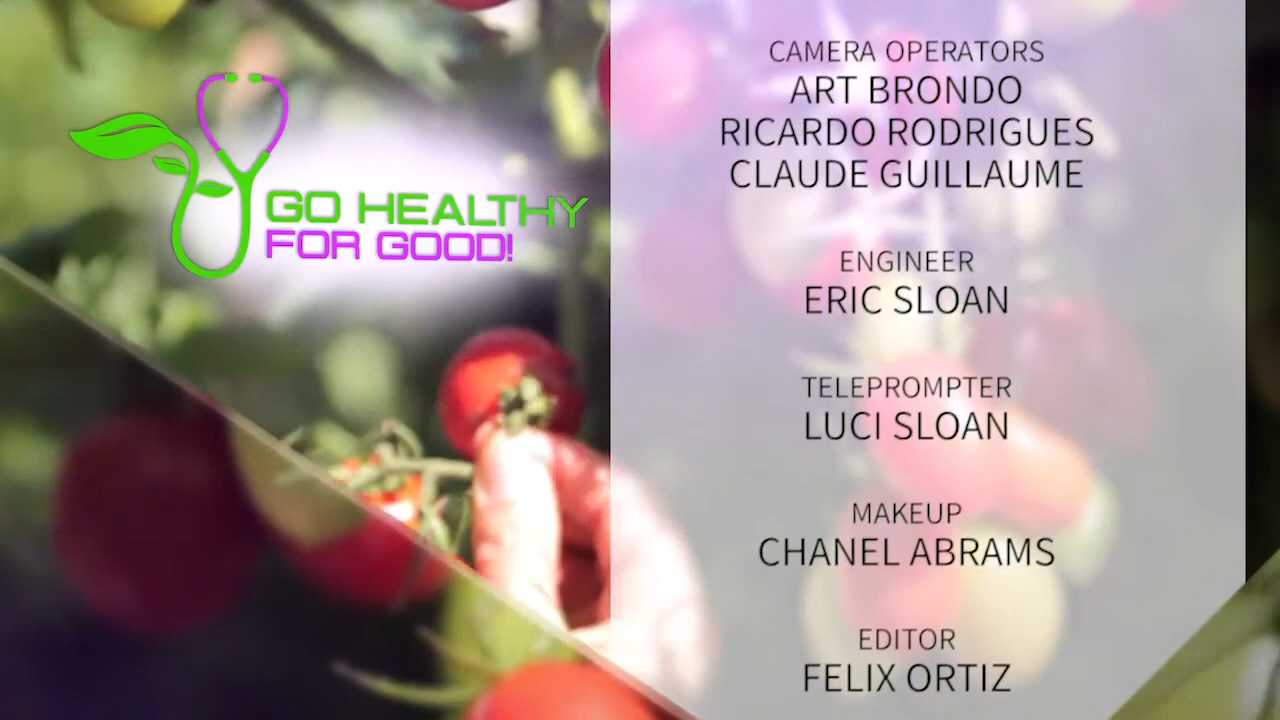 GO HEALTHY
FOR GOOD!
CAMERA OPERATORS
ART BRONDO
RICARDO RODRIGUES
CLAUDE GUILLAUME
ENGINEER
ERIC SLOAN
TELEPROMPTER
LUCI SLOAN
MAKEUP
CHANEL ABRAMS
EDITOR
FELIX ORTIZ